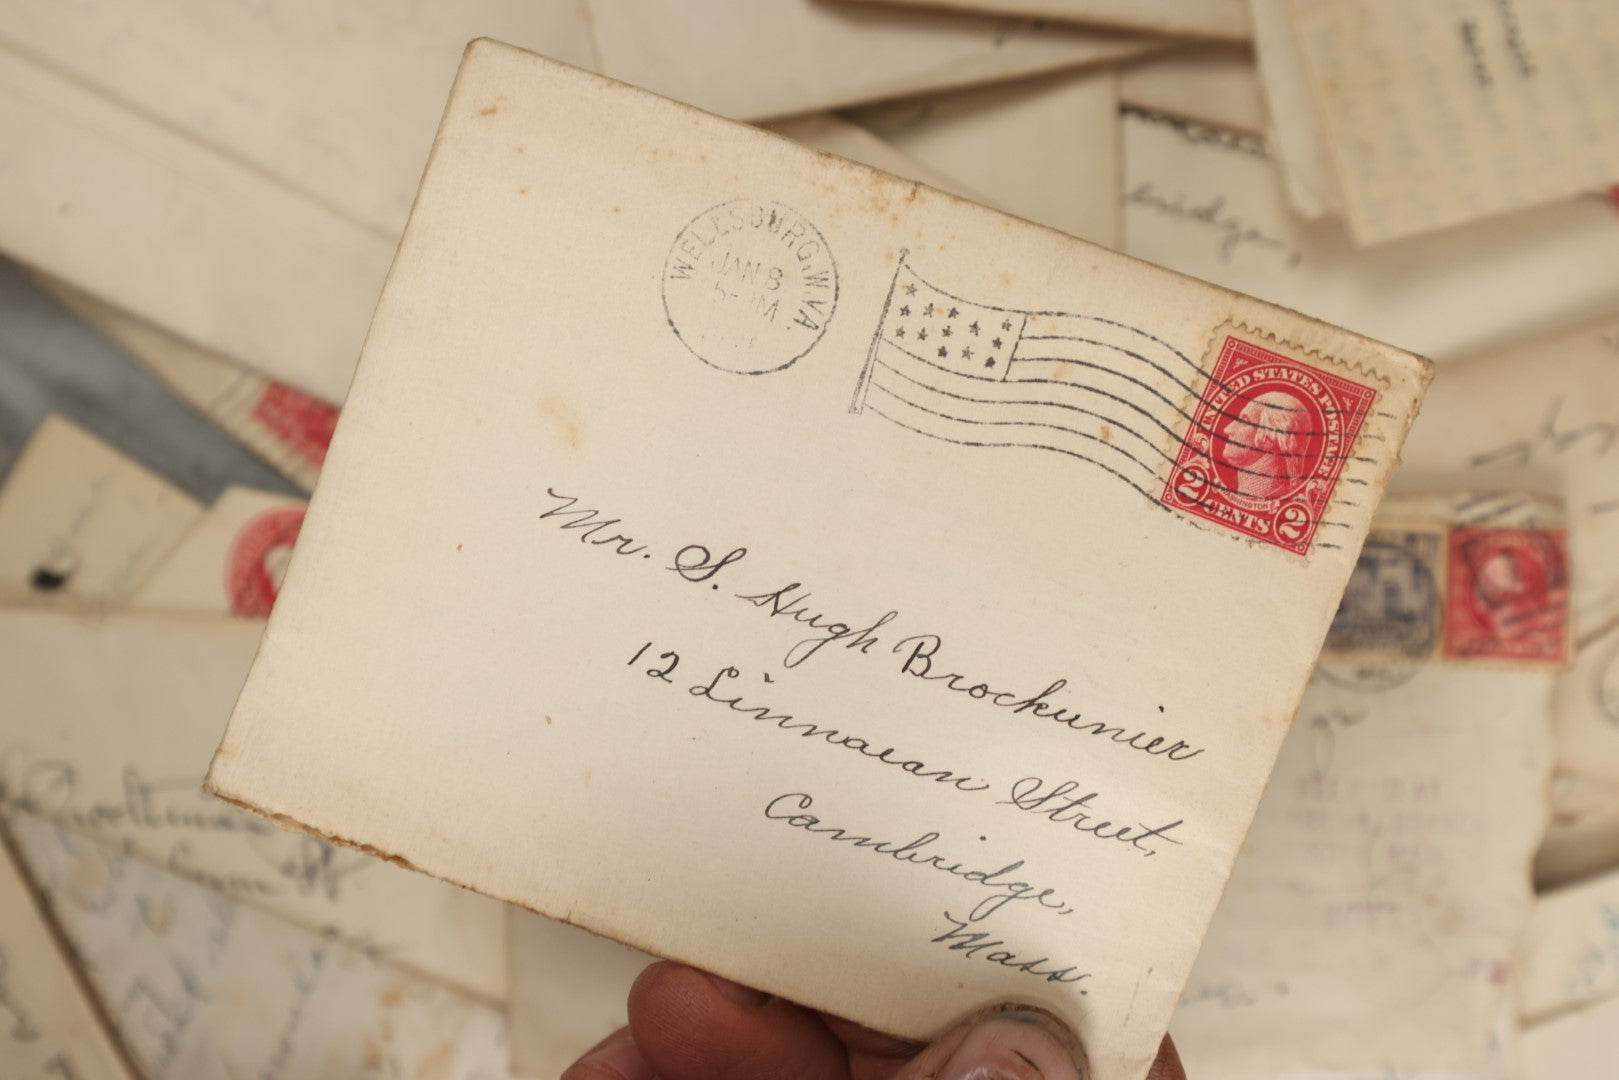 WELLSBURG, W.VA.
JAN 8
5-PM
UNITED STATES POSTAGE
WASHINGTON
2 CENTS 2
Mr. S. Hugh Brockunier
12 Linnaean Street,
Cambridge,
Mass.
bridge,